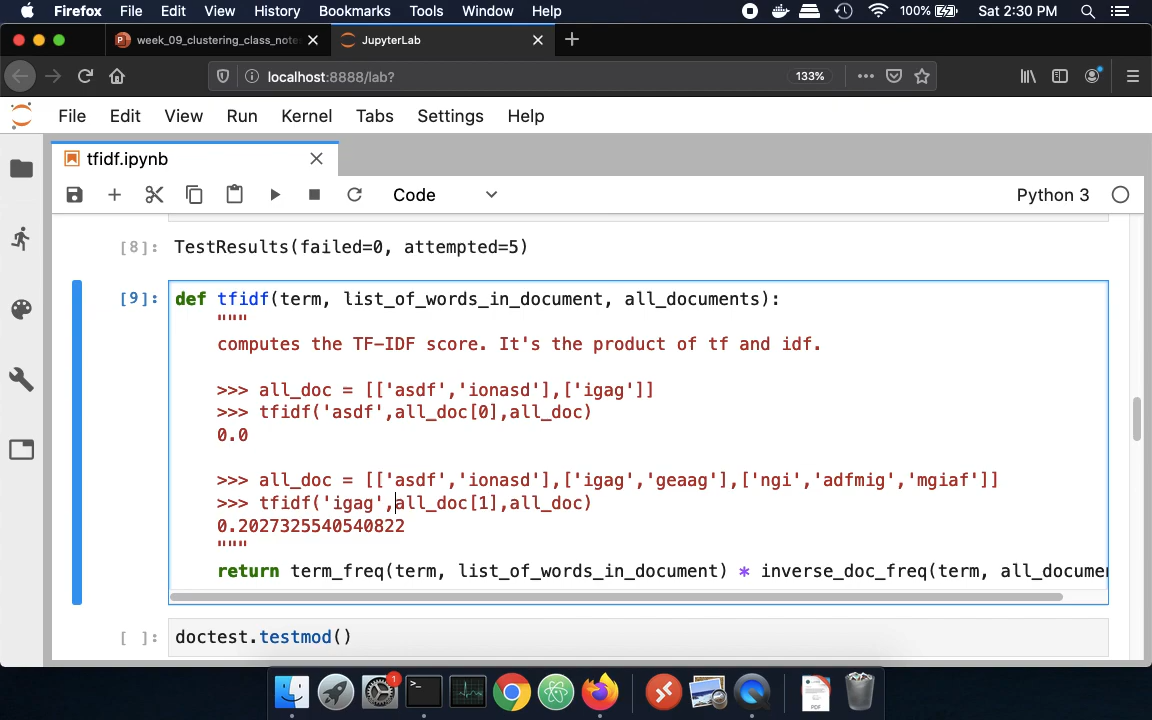 Firefox File Edit View History Bookmarks Tools Window Help 100% Sat 2:30 PM
week_09_clustering_class_note
JupyterLab
localhost:8888/lab?
133%
File Edit View Run Kernel Tabs Settings Help
tfidf.ipynb
Code
Python 3
[8]: TestResults(failed=0, attempted=5)
[9]: def tfidf(term, list_of_words_in_document, all_documents):
"""
computes the TF-IDF score. It's the product of tf and idf.
>>> all_doc = [['asdf','ionasd'],['igag']]
>>> tfidf('asdf',all_doc[0],all_doc)
0.0
>>> all_doc = [['asdf','ionasd'],['igag','geaag'],['ngi','adfmig','mgiaf']]
>>> tfidf('igag',all_doc[1],all_doc)
0.2027325540540822
"""
return term_freq(term, list_of_words_in_document) * inverse_doc_freq(term, all_documen
[ ]: doctest.testmod()
1
PDF